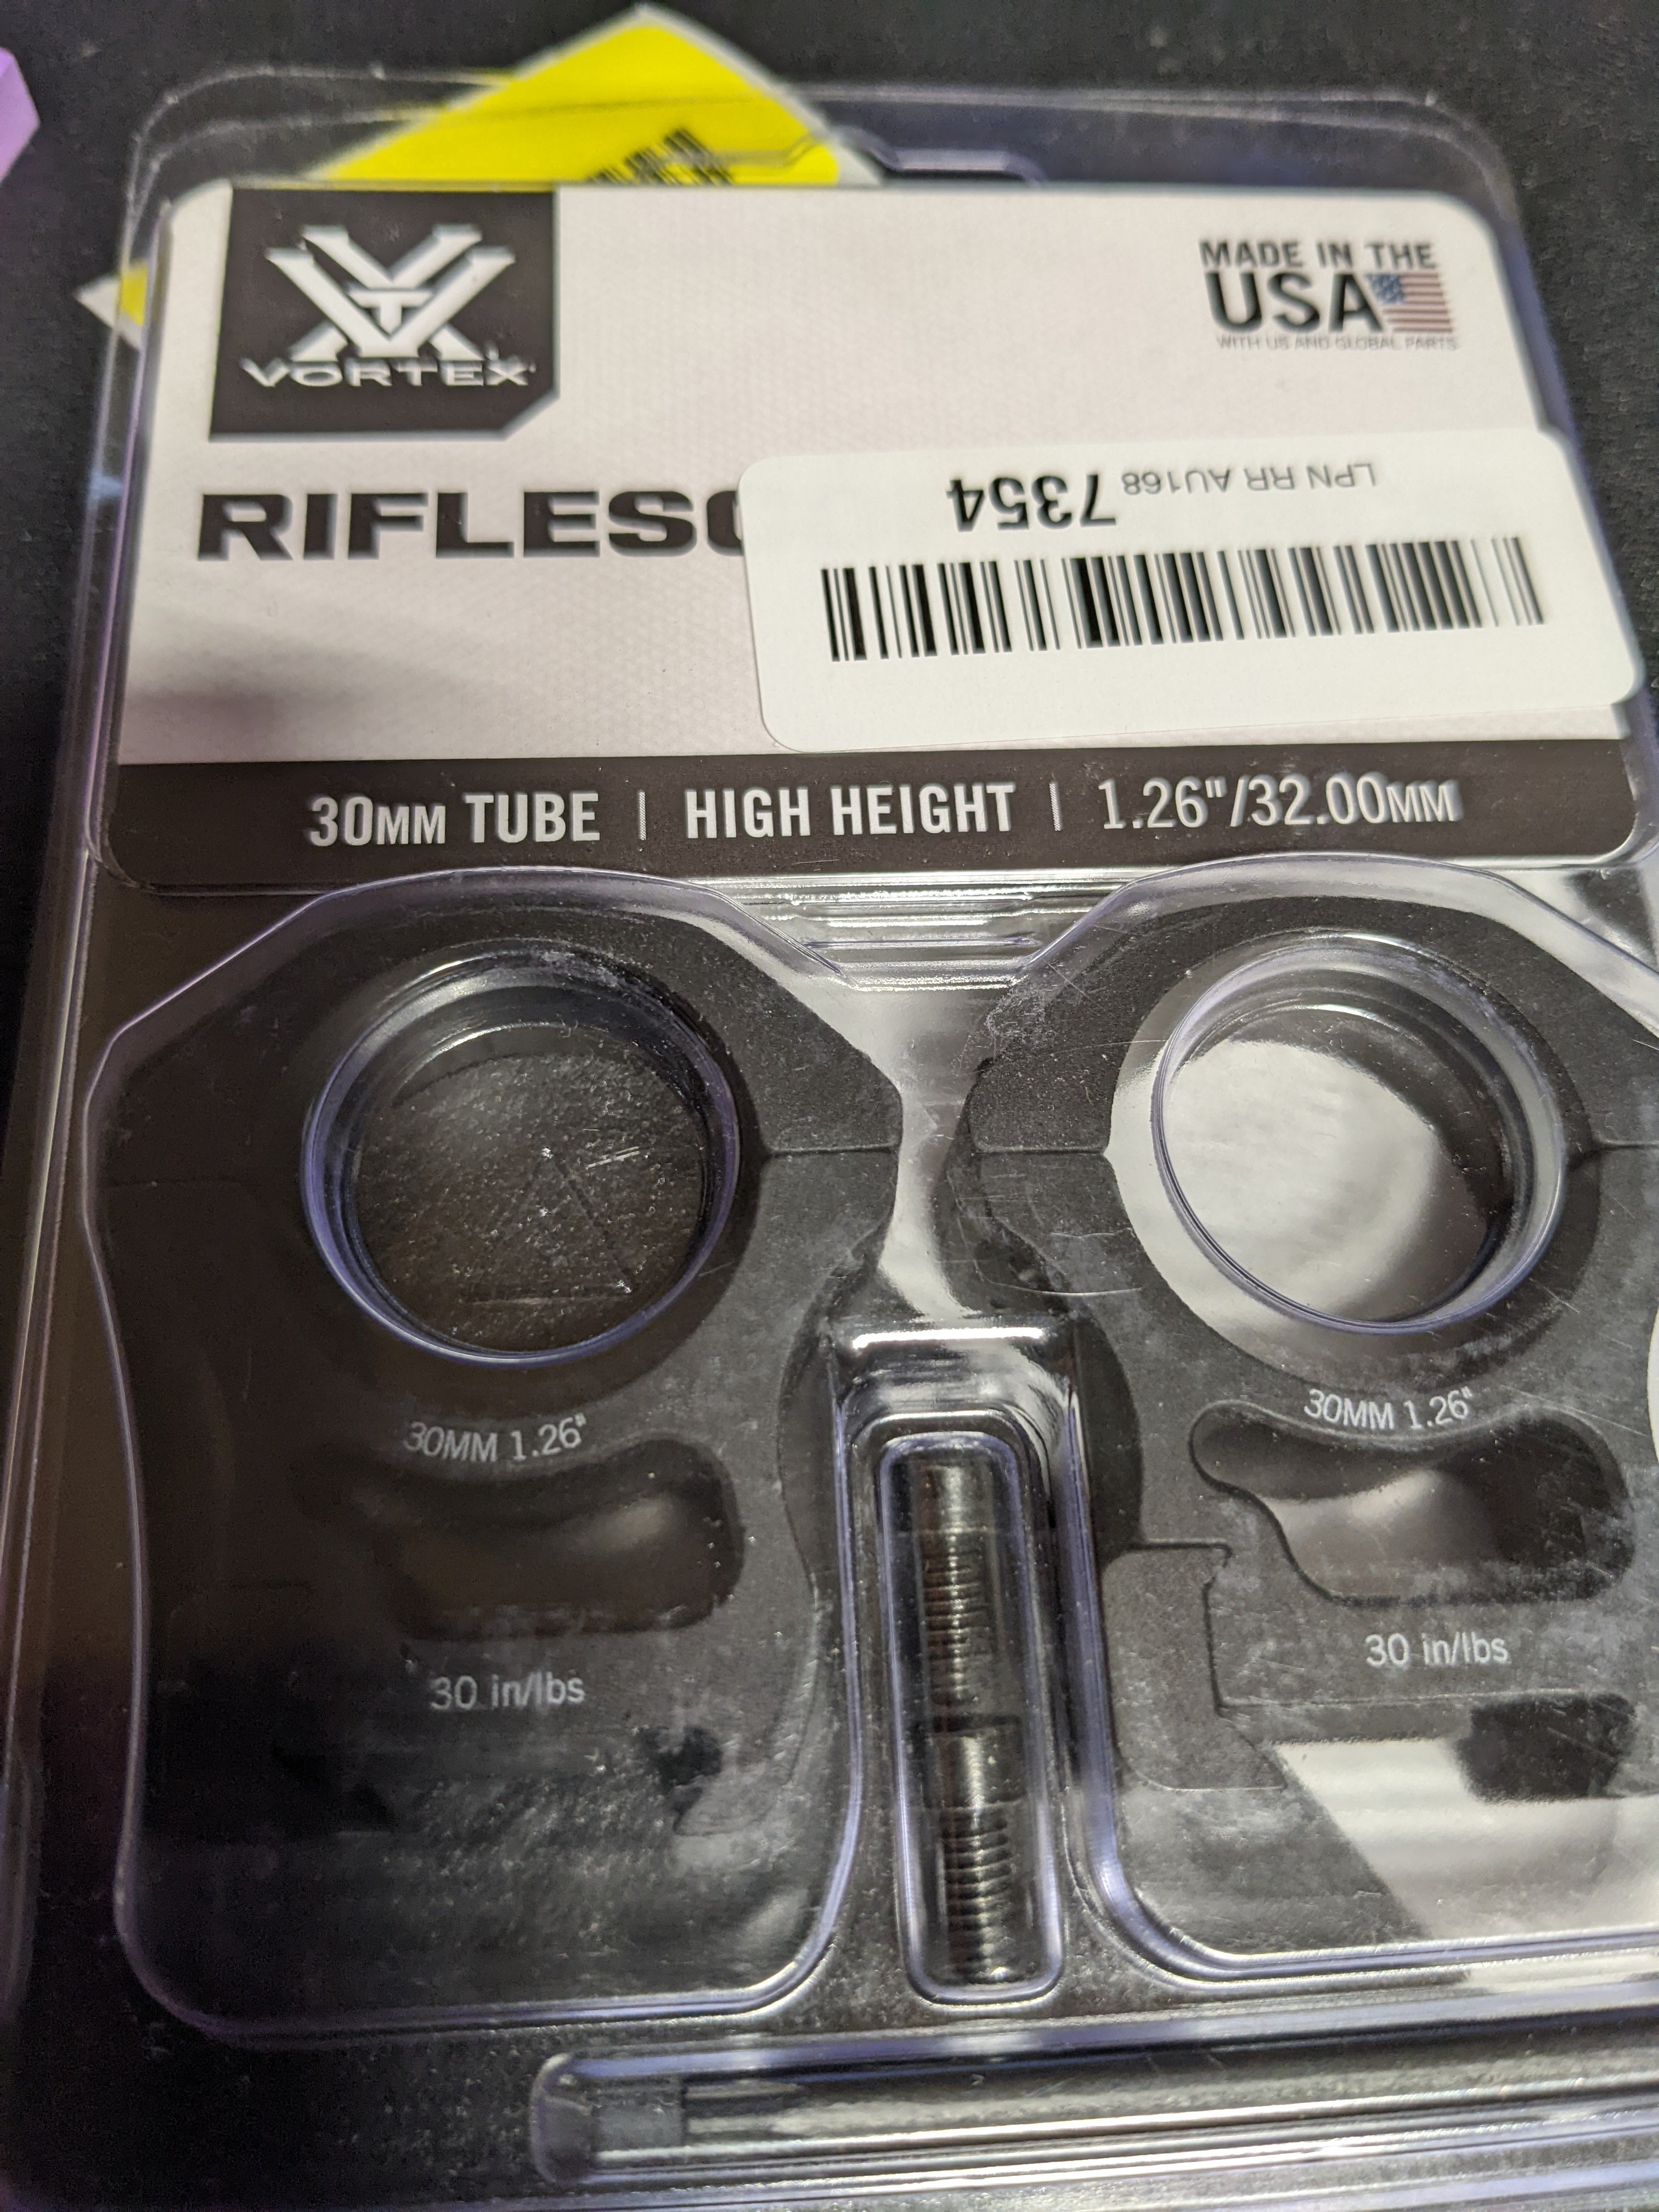 VORTEX
MADE IN THE
USA
WITH US AND GLOBAL PARTS
LPN RR AU168 7354
30MM TUBE | HIGH HEIGHT | 1.26"/32.00MM
30MM 1.26"
30MM 1.26"
30 in/lbs
30 in/lbs